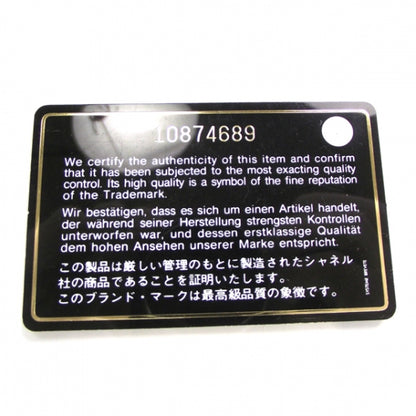 10874689
We certify the authenticity of this item and confirm
that it has been subjected to the most exacting quality
control. Its high quality is a symbol of the fine reputation
of the Trademark.
Wir bestätigen, dass es sich um einen Artikel handelt,
der während seiner Herstellung strengsten Kontrollen
unterworfen war, und dessen erstklassige Qualität
dem hohen Ansehen unserer Marke entspricht.
この製品は厳しい管理のもとに製造されたシャネル
社の商品であることを証明いたします。
このブランド・マークは最高級品質の象徴です。